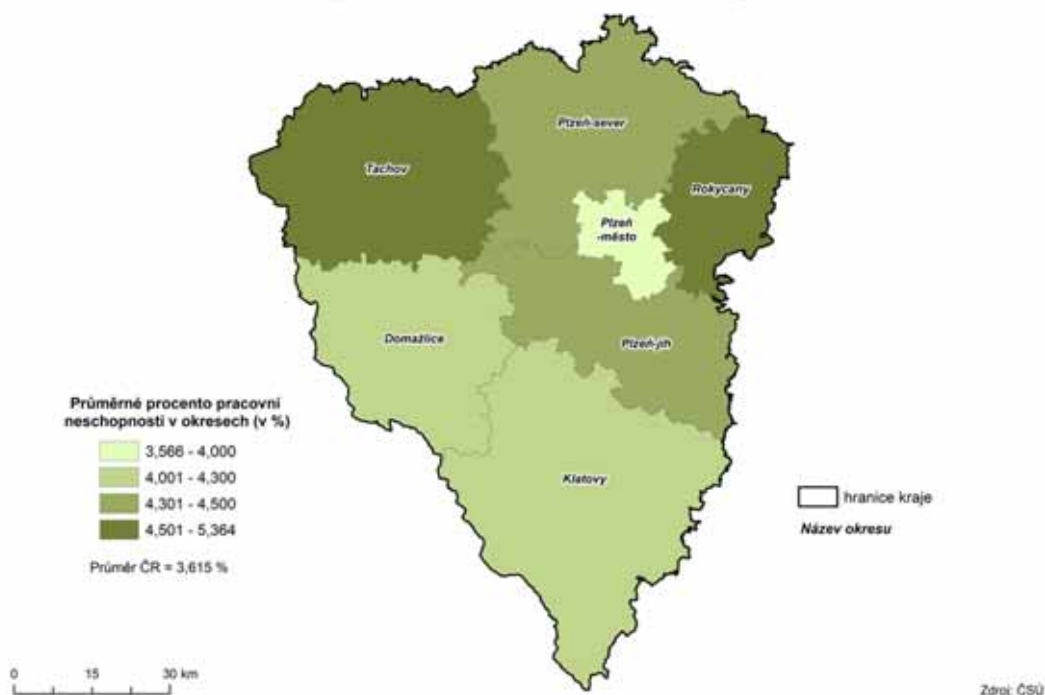 Plzeň-sever
Tachov
Rokycany
Plzeň
-město
Domažlice
Plzeň-jih
Klatovy
Průměrné procento pracovní
neschopnosti v okresech (v %)
3,566 - 4,000
4,001 - 4,300
4,301 - 4,500
4,501 - 5,364
Průměr ČR = 3,615 %
hranice kraje
Název okresu
0 15 30 km
Zdroj: ČSÚ